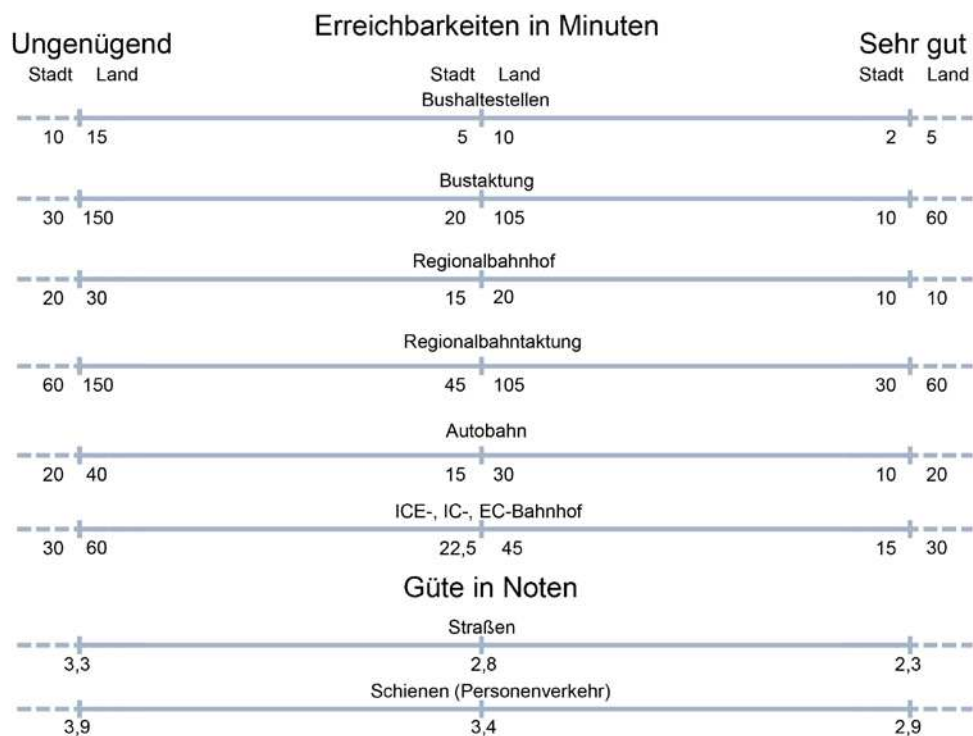 Erreichbarkeiten in Minuten
Ungenügend Sehr gut
Stadt Land Stadt Land Stadt Land
Bushaltestellen
10 15 5 10 2 5
Bustaktung
30 150 20 105 10 60
Regionalbahnhof
20 30 15 20 10 10
Regionalbahntaktung
60 150 45 105 30 60
Autobahn
20 40 15 30 10 20
ICE-, IC-, EC-Bahnhof
30 60 22,5 45 15 30
Güte in Noten
Straßen
3,3 2,8 2,3
Schienen (Personenverkehr)
3,9 3,4 2,9